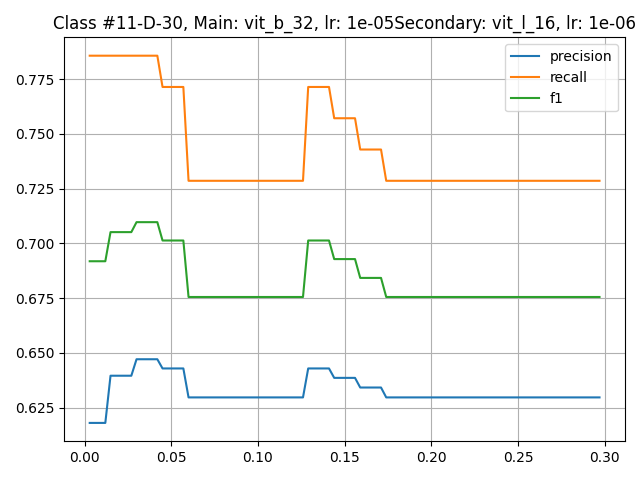 Class #11-D-30, Main: vit_b_32, lr: 1e-05Secondary: vit_l_16, lr: 1e-06
precision
recall
f1
0.775
0.750
0.725
0.700
0.675
0.650
0.625
0.00 0.05 0.10 0.15 0.20 0.25 0.30